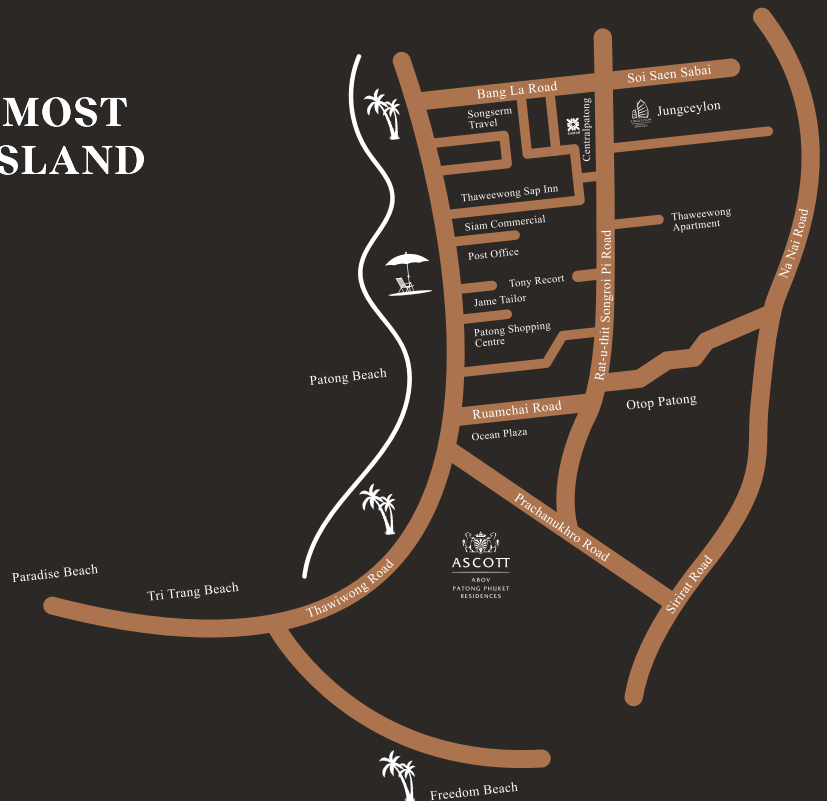 MOST
SLAND
Bang La Road
Soi Saen Sabai
Songserm
Travel
Central
Centralpatong
Jungceylon
Thaweewong Sap Inn
Siam Commercial
Thaweewong
Apartment
Post Office
Na Nai Road
Rat-u-thit Songroi Pi Road
Tony Recort
Jame Tailor
Patong Shopping
Centre
Patong Beach
Ruamchai Road
Otop Patong
Ocean Plaza
Prachanukhro Road
ASCOTT
ABOV
PATONG PHUKET
RESIDENCES
Paradise Beach
Tri Trang Beach
Thawiwong Road
Sirirat Road
Freedom Beach